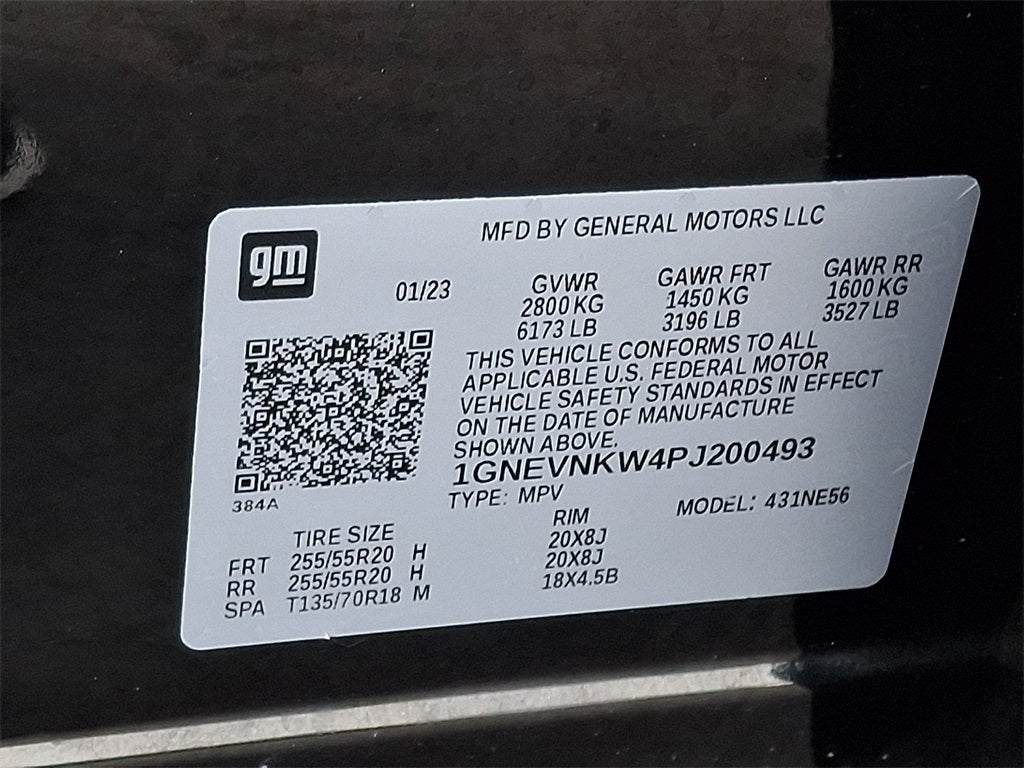 gm
MFD BY GENERAL MOTORS LLC
01/23
GVWR
2800 KG
6173 LB
GAWR FRT
1450 KG
3196 LB
GAWR RR
1600 KG
3527 LB
THIS VEHICLE CONFORMS TO ALL
APPLICABLE U.S. FEDERAL MOTOR
VEHICLE SAFETY STANDARDS IN EFFECT
ON THE DATE OF MANUFACTURE
SHOWN ABOVE.
1GNEVNKW4PJ200493
TYPE: MPV
MODEL: 431NE56
384A
TIRE SIZE RIM
FRT 255/55R20 H 20X8J
RR 255/55R20 H 20X8J
SPA T135/70R18 M 18X4.5B